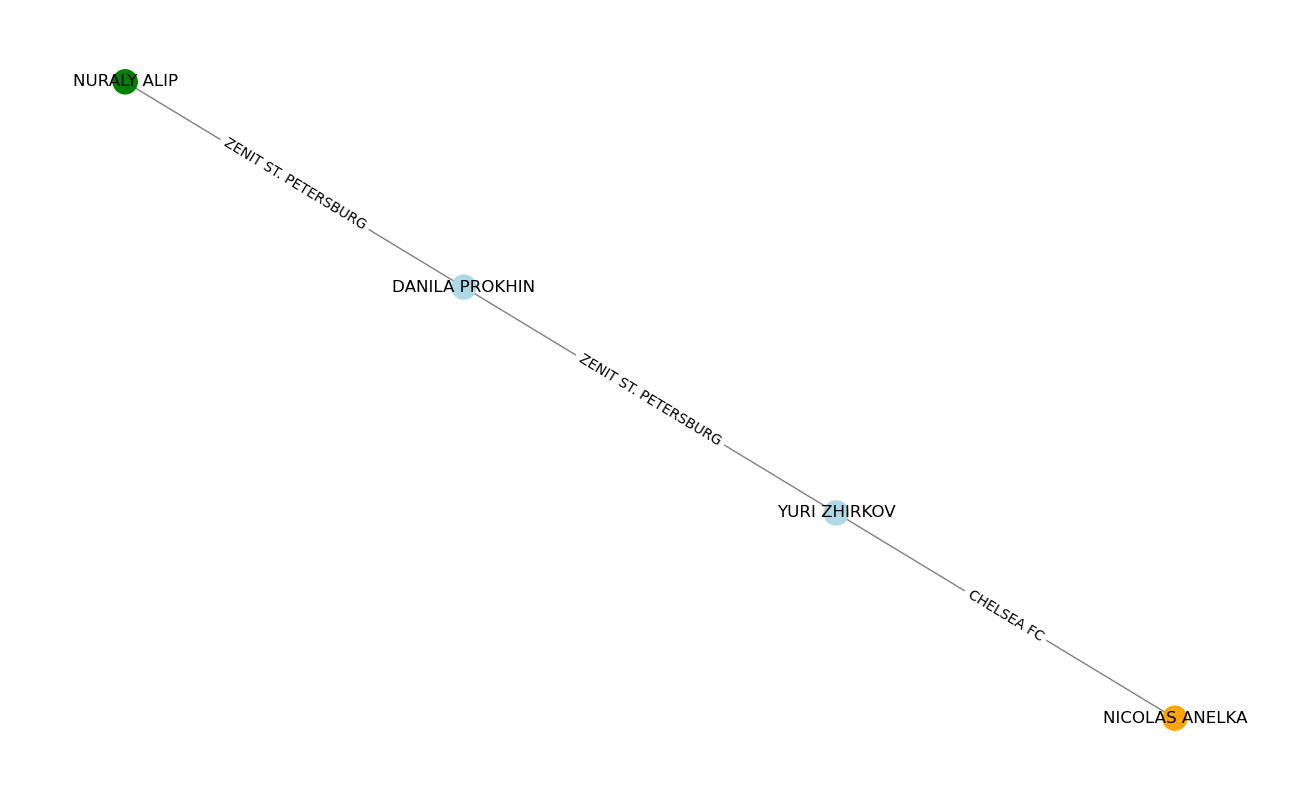 NURALY ALIP
ZENIT ST. PETERSBURG
DANILA PROKHIN
ZENIT ST. PETERSBURG
YURI ZHIRKOV
CHELSEA FC
NICOLAS ANELKA